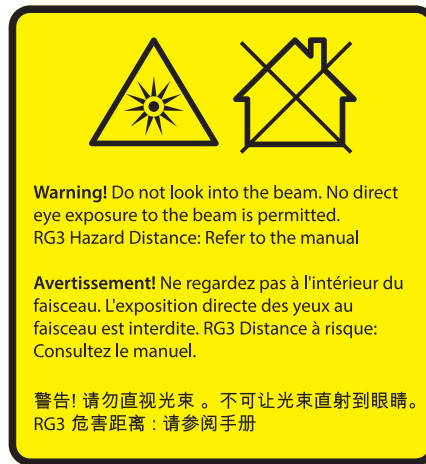 Warning! Do not look into the beam. No direct
eye exposure to the beam is permitted.
RG3 Hazard Distance: Refer to the manual
Avertissement! Ne regardez pas à l'intérieur du
faisceau. L'exposition directe des yeux au
faisceau est interdite. RG3 Distance à risque:
Consultez le manuel.
警告! 请勿直视光束 。不可让光束直射到眼睛。
RG3 危害距离 : 请参阅手册